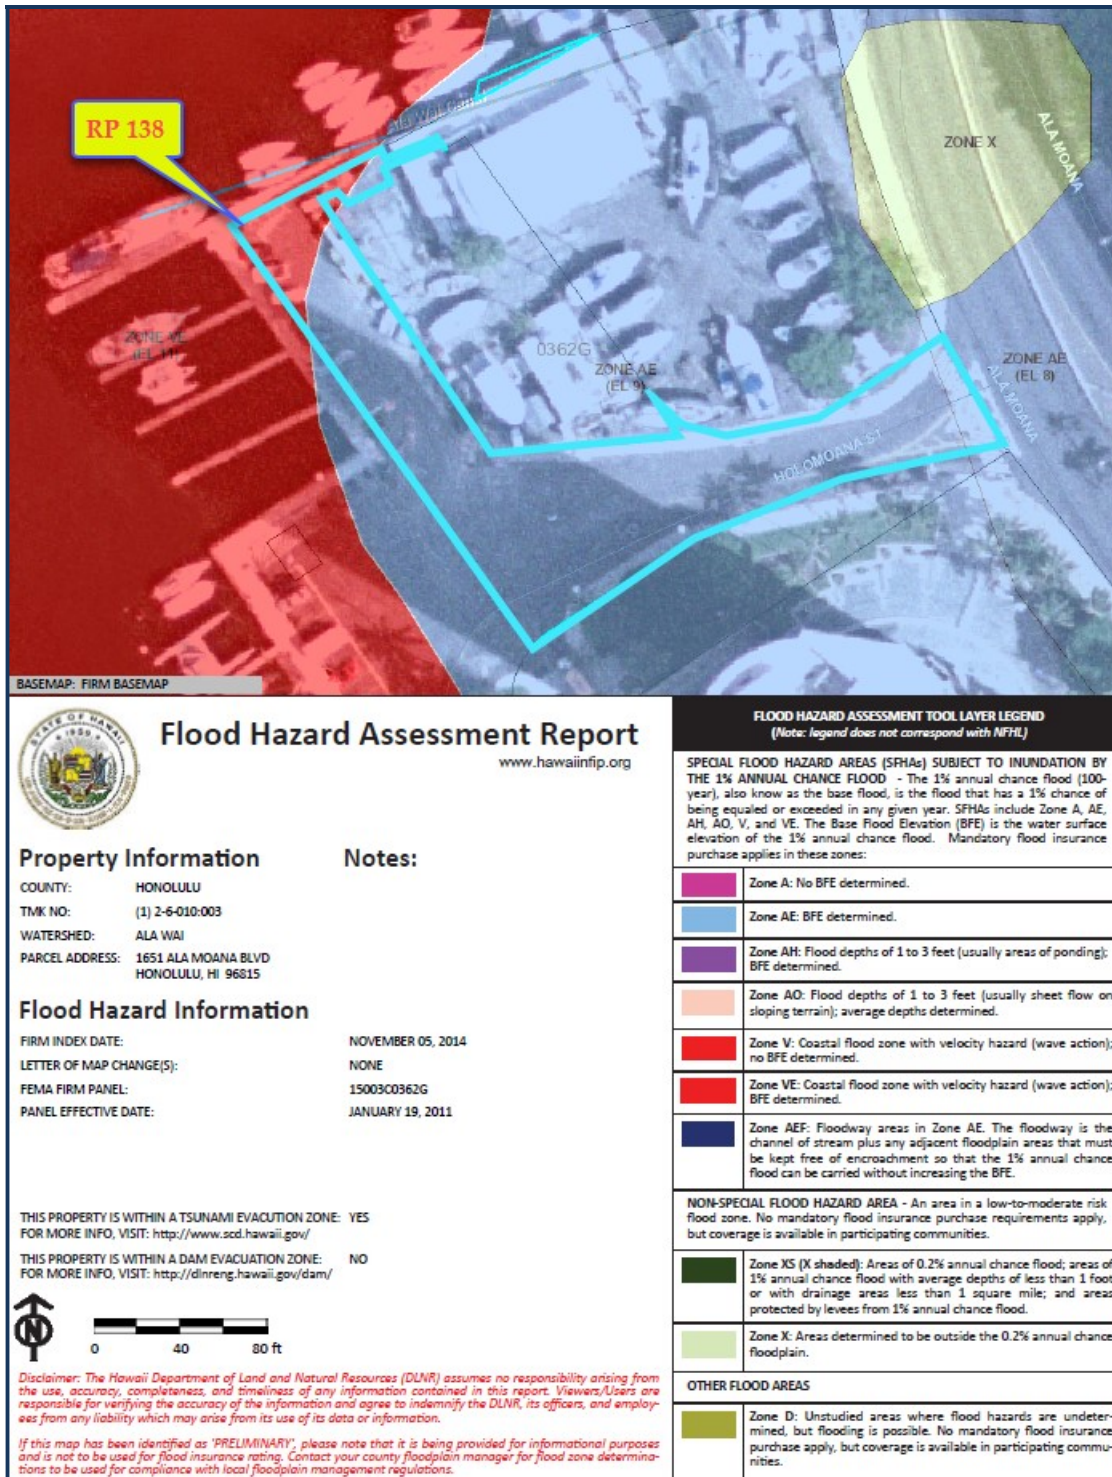 RP 138
ALA WAI
ZONE X
ALA MOANA
ZONE VE
(EL 11)
0362G
ZONE AE
(EL 9)
ZONE AE
(EL 8)
ALA MOANA
HOLOMOANA ST
BASEMAP: FIRM BASEMAP
STATE OF HAWAII
1959
Flood Hazard Assessment Report
www.hawaiinfip.org
Property Information
Notes:
COUNTY: HONOLULU
TMK NO: (1) 2-6-010:003
WATERSHED: ALA WAI
PARCEL ADDRESS: 1651 ALA MOANA BLVD
HONOLULU, HI 96815
Flood Hazard Information
FIRM INDEX DATE: NOVEMBER 05, 2014
LETTER OF MAP CHANGE(S): NONE
FEMA FIRM PANEL: 15003C0362G
PANEL EFFECTIVE DATE: JANUARY 19, 2011
THIS PROPERTY IS WITHIN A TSUNAMI EVACUTION ZONE: YES
FOR MORE INFO, VISIT: http://www.scd.hawaii.gov/
THIS PROPERTY IS WITHIN A DAM EVACUATION ZONE: NO
FOR MORE INFO, VISIT: http://dlnreng.hawaii.gov/dam/
N
0 40 80 ft
Disclaimer: The Hawaii Department of Land and Natural Resources (DLNR) assumes no responsibility arising from
the use, accuracy, completeness, and timeliness of any information contained in this report. Viewers/Users are
responsible for verifying the accuracy of the information and agree to indemnify the DLNR, its officers, and employ-
ees from any liability which may arise from its use of its data or information.
If this map has been identified as 'PRELIMINARY', please note that it is being provided for informational purposes
and is not to be used for flood insurance rating. Contact your county floodplain manager for flood zone determina-
tions to be used for compliance with local floodplain management regulations.
FLOOD HAZARD ASSESSMENT TOOL LAYER LEGEND
(Note: legend does not correspond with NFHL)
SPECIAL FLOOD HAZARD AREAS (SFHAs) SUBJECT TO INUNDATION BY
THE 1% ANNUAL CHANCE FLOOD - The 1% annual chance flood (100-
year), also know as the base flood, is the flood that has a 1% chance of
being equaled or exceeded in any given year. SFHAs include Zone A, AE,
AH, AO, V, and VE. The Base Flood Elevation (BFE) is the water surface
elevation of the 1% annual chance flood. Mandatory flood insurance
purchase applies in these zones:
Zone A: No BFE determined.
Zone AE: BFE determined.
Zone AH: Flood depths of 1 to 3 feet (usually areas of ponding);
BFE determined.
Zone AO: Flood depths of 1 to 3 feet (usually sheet flow on
sloping terrain); average depths determined.
Zone V: Coastal flood zone with velocity hazard (wave action);
no BFE determined.
Zone VE: Coastal flood zone with velocity hazard (wave action);
BFE determined.
Zone AEF: Floodway areas in Zone AE. The floodway is the
channel of stream plus any adjacent floodplain areas that must
be kept free of encroachment so that the 1% annual chance
flood can be carried without increasing the BFE.
NON-SPECIAL FLOOD HAZARD AREA - An area in a low-to-moderate risk
flood zone. No mandatory flood insurance purchase requirements apply,
but coverage is available in participating communities.
Zone XS (X shaded): Areas of 0.2% annual chance flood; areas of
1% annual chance flood with average depths of less than 1 foot
or with drainage areas less than 1 square mile; and areas
protected by levees from 1% annual chance flood.
Zone X: Areas determined to be outside the 0.2% annual chance
floodplain.
OTHER FLOOD AREAS
Zone D: Unstudied areas where flood hazards are undeter-
mined, but flooding is possible. No mandatory flood insurance
purchase apply, but coverage is available in participating commu-
nities.